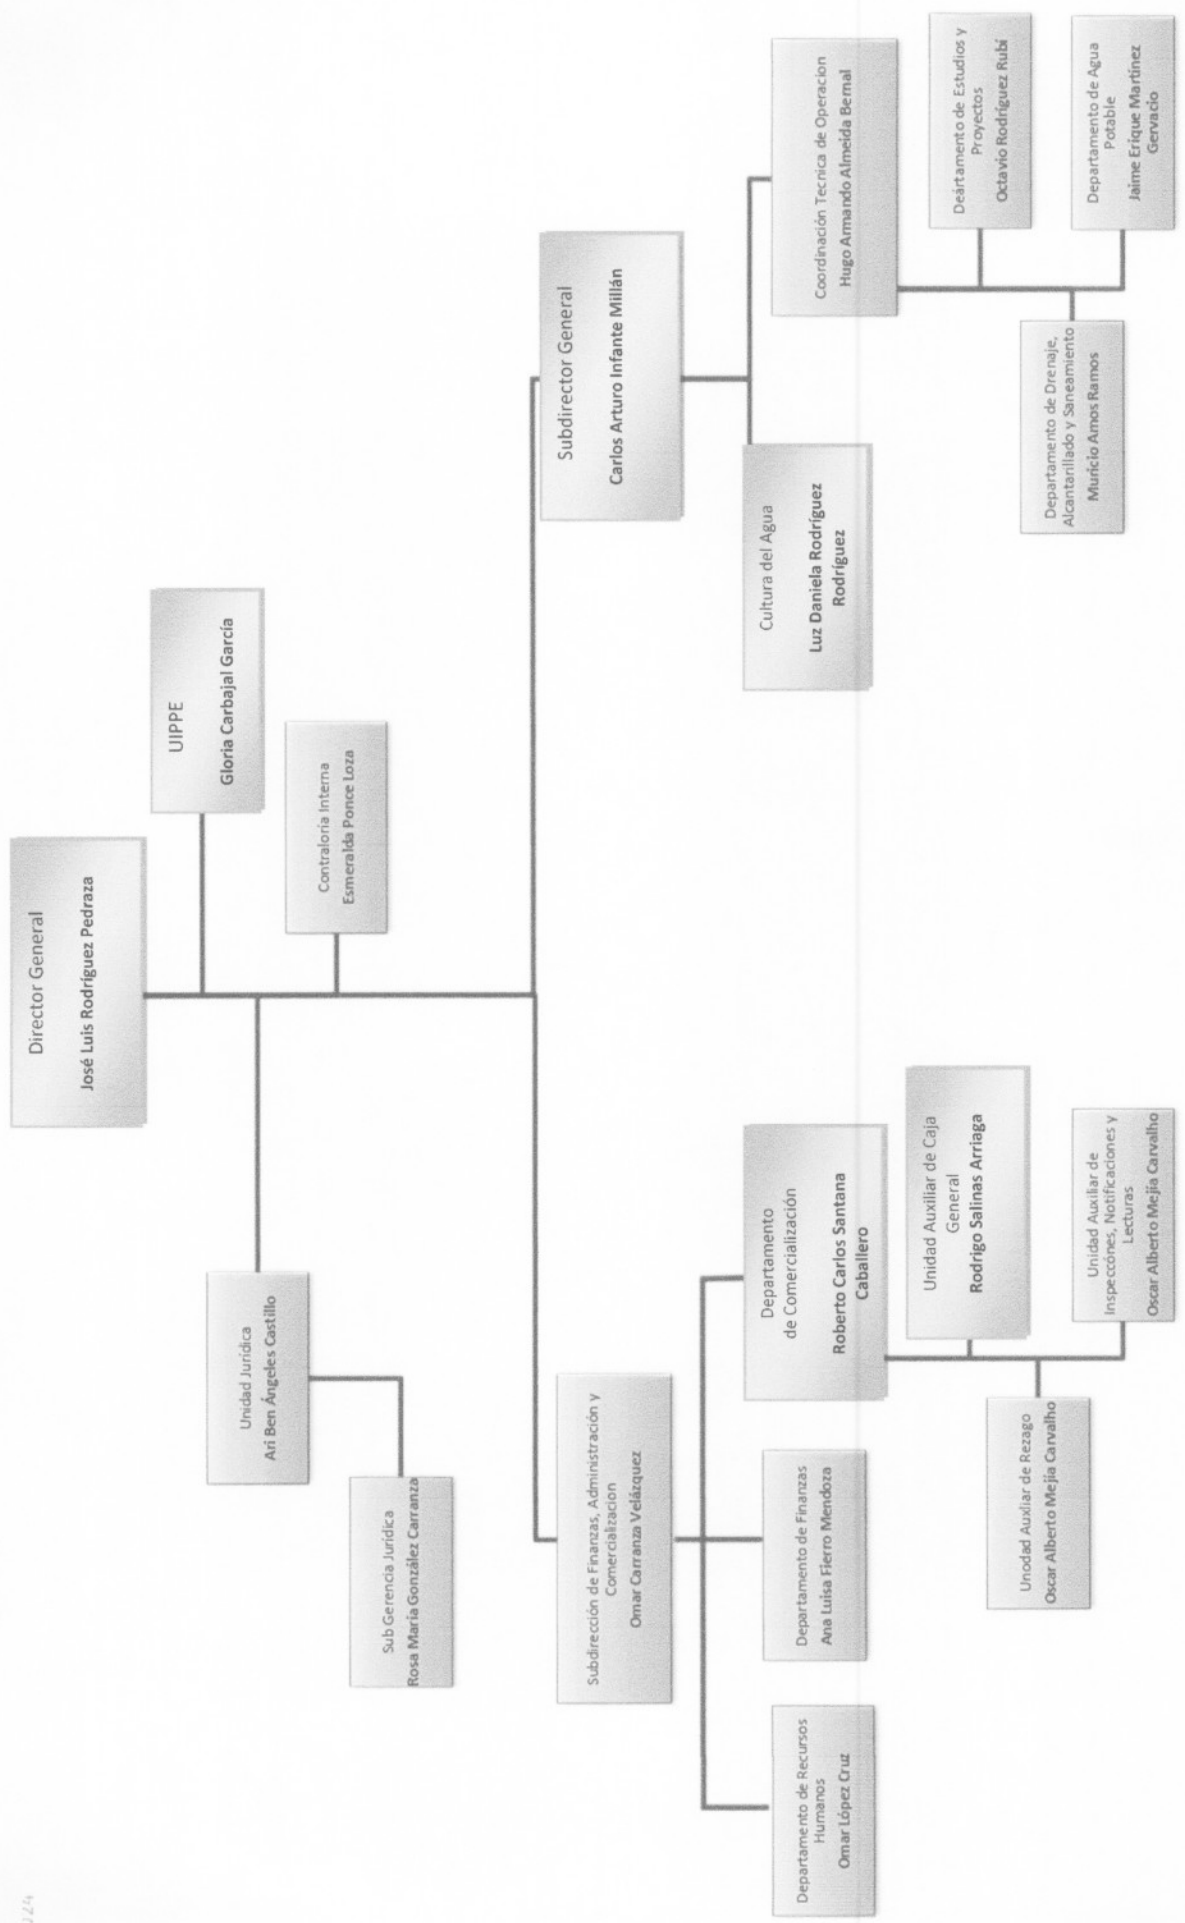 Director General
José Luis Rodríguez Pedraza
UIPPE
Gloria Carbajal García
Unidad Jurídica
Ari Ben Ángeles Castillo
Contraloría Interna
Esmeralda Ponce Loza
Sub Gerencia Jurídica
Rosa María González Carranza
Subdirección de Finanzas, Administración y
Comercializacion
Omar Carranza Velázquez
Subdirector General
Carlos Arturo Infante Millán
Departamento de Recursos
Humanos
Omar López Cruz
Departamento de Finanzas
Ana Luisa Fierro Mendoza
Departamento
de Comercialización
Roberto Carlos Santana
Caballero
Cultura del Agua
Luz Daniela Rodríguez
Rodríguez
Coordinación Tecnica de Operacion
Hugo Armando Almeida Bernal
Unidad Auxiliar de Caja
General
Rodrigo Salinas Arriaga
Unodad Auxliar de Rezago
Oscar Alberto Mejía Carvalho
Unidad Auxiliar de
Inspeccónes, Notificaciones y
Lecturas
Oscar Alberto Mejía Carvalho
Deártamento de Estudios y
Proyectos
Octavio Rodríguez Rubí
Departamento de Drenaje,
Alcantarillado y Saneamiento
Muricio Amos Ramos
Departamento de Agua
Potable
Jaime Erique Martínez
Gervacio